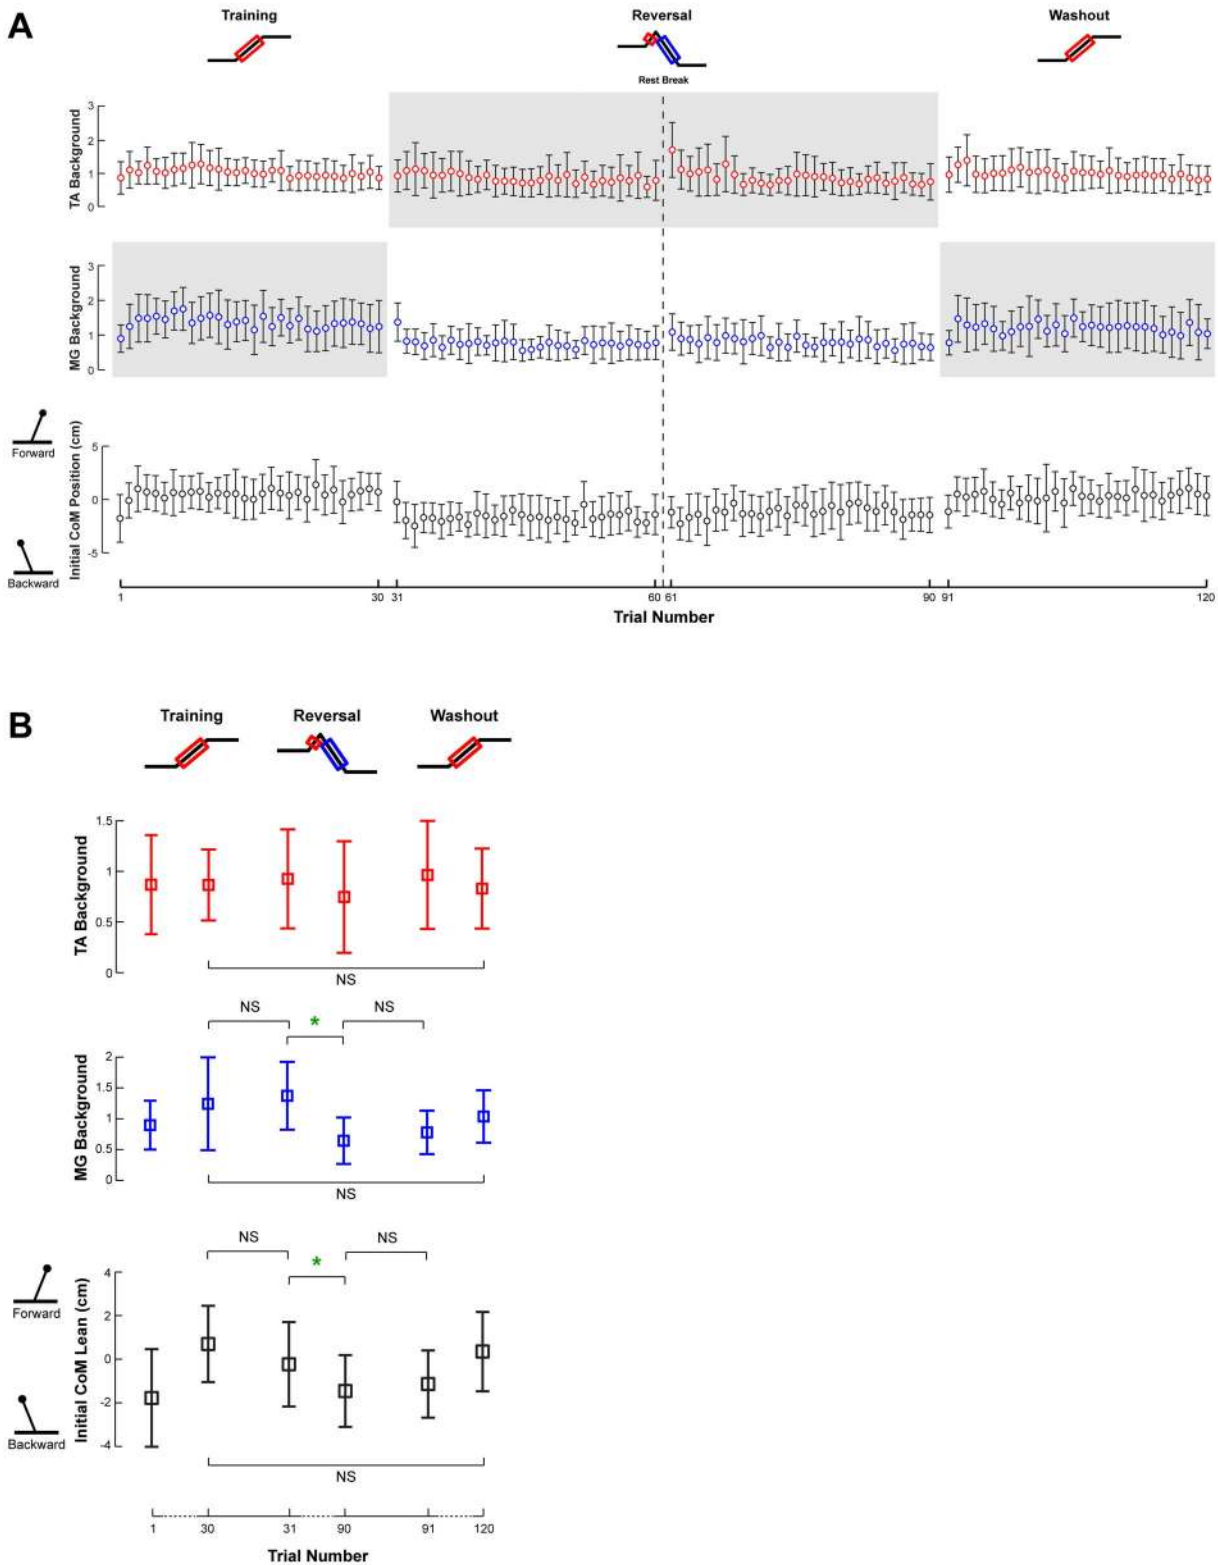 A
Training
Reversal
Washout
Rest Break
TA Background
3
2
1
0
MG Background
3
2
1
0
Forward
Backward
Initial CoM Position (cm)
5
0
-5
1
30
31
60
61
90
91
120
Trial Number
B
Training
Reversal
Washout
TA Background
1.5
1
0.5
0
NS
NS
*
NS
MG Background
2
1.5
1
0.5
0
NS
NS
*
NS
Forward
Backward
Initial CoM Lean (cm)
4
2
0
-2
-4
NS
1
30
31
90
91
120
Trial Number